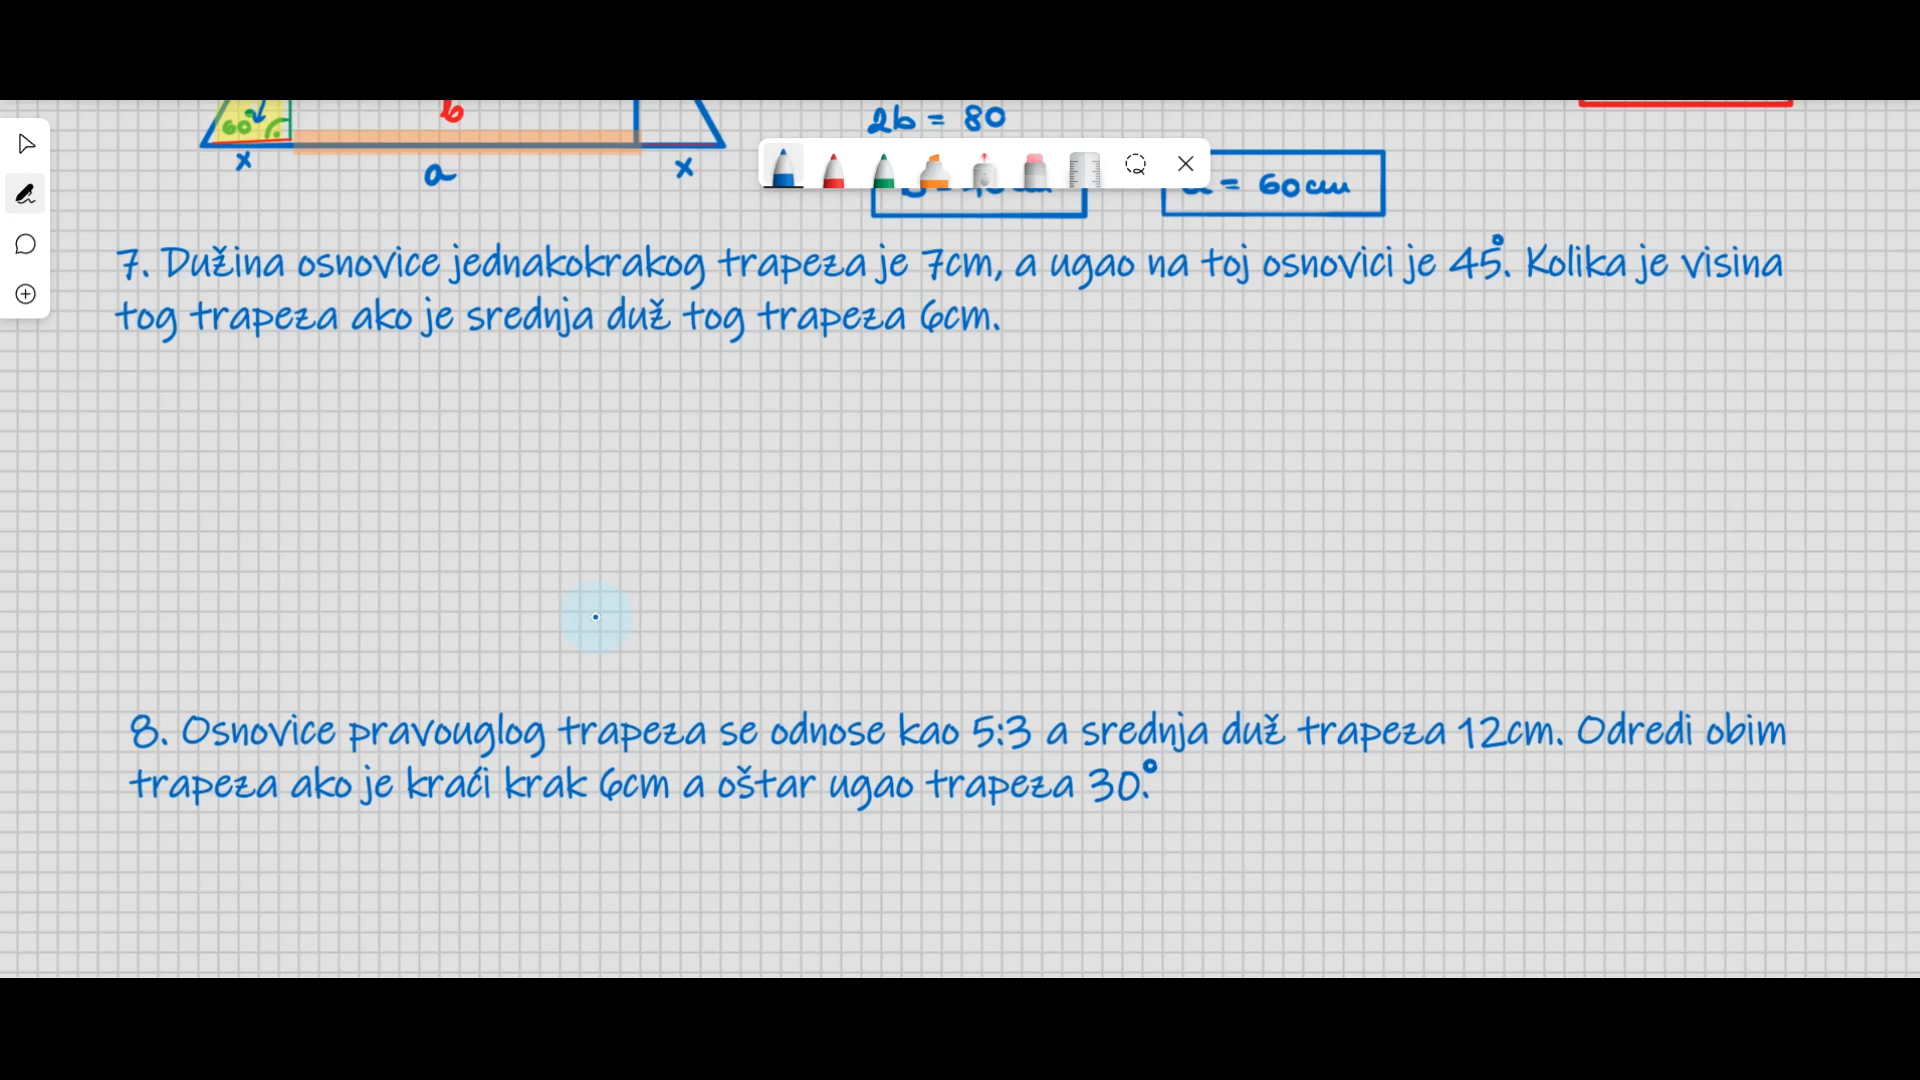 60
b
x
a
x
2b = 80
= 60cm
7. Dužina osnovice jednakokrakog trapeza je 7cm, a ugao na toj osnovici je 45°. Kolika je visina
tog trapeza ako je srednja duž tog trapeza 6cm.
8. Osnovice pravouglog trapeza se odnose kao 5:3 a srednja duž trapeza 12cm. Odredi obim
trapeza ako je kraći krak 6cm a oštar ugao trapeza 30.°